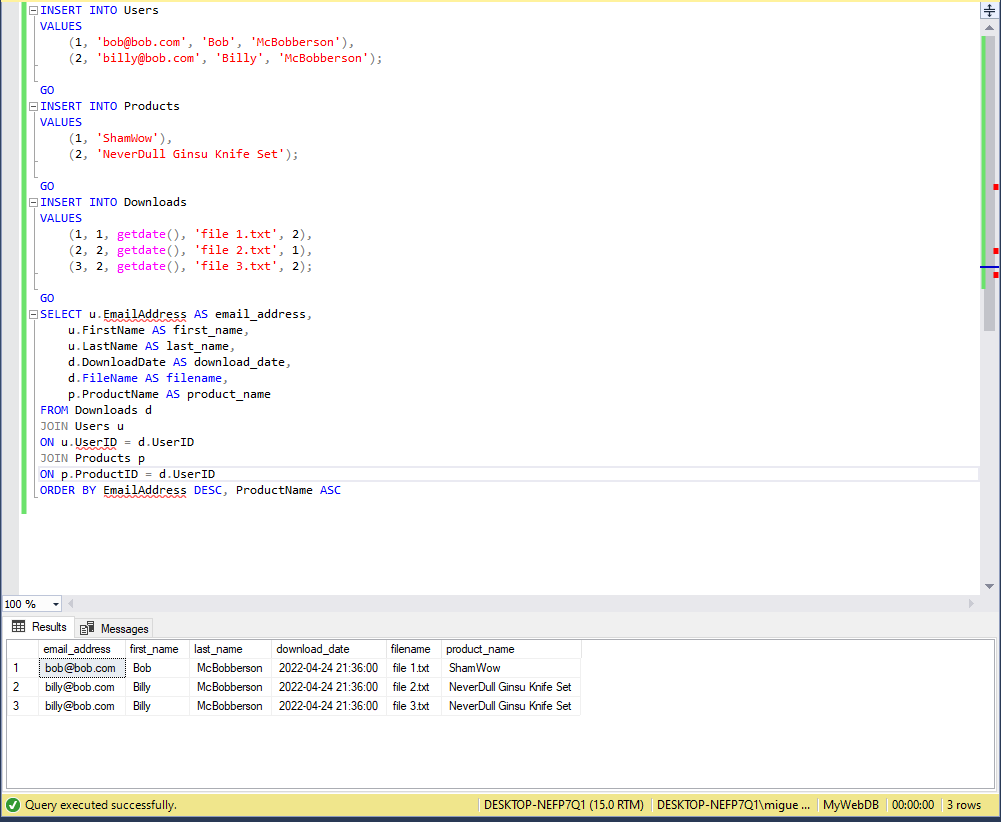 INSERT INTO Users
VALUES
(1, 'bob@bob.com', 'Bob', 'McBobberson'),
(2, 'billy@bob.com', 'Billy', 'McBobberson');
GO
INSERT INTO Products
VALUES
(1, 'ShamWow'),
(2, 'NeverDull Ginsu Knife Set');
GO
INSERT INTO Downloads
VALUES
(1, 1, getdate(), 'file 1.txt', 2),
(2, 2, getdate(), 'file 2.txt', 1),
(3, 2, getdate(), 'file 3.txt', 2);
GO
SELECT u.EmailAddress AS email_address,
u.FirstName AS first_name,
u.LastName AS last_name,
d.DownloadDate AS download_date,
d.FileName AS filename,
p.ProductName AS product_name
FROM Downloads d
JOIN Users u
ON u.UserID = d.UserID
JOIN Products p
ON p.ProductID = d.UserID
ORDER BY EmailAddress DESC, ProductName ASC
100 %
Results Messages
email_address first_name last_name download_date filename product_name
1 bob@bob.com Bob McBobberson 2022-04-24 21:36:00 file 1.txt ShamWow
2 billy@bob.com Billy McBobberson 2022-04-24 21:36:00 file 2.txt NeverDull Ginsu Knife Set
3 billy@bob.com Billy McBobberson 2022-04-24 21:36:00 file 3.txt NeverDull Ginsu Knife Set
Query executed successfully. DESKTOP-NEFP7Q1 (15.0 RTM) DESKTOP-NEFP7Q1\migue ... MyWebDB 00:00:00 3 rows